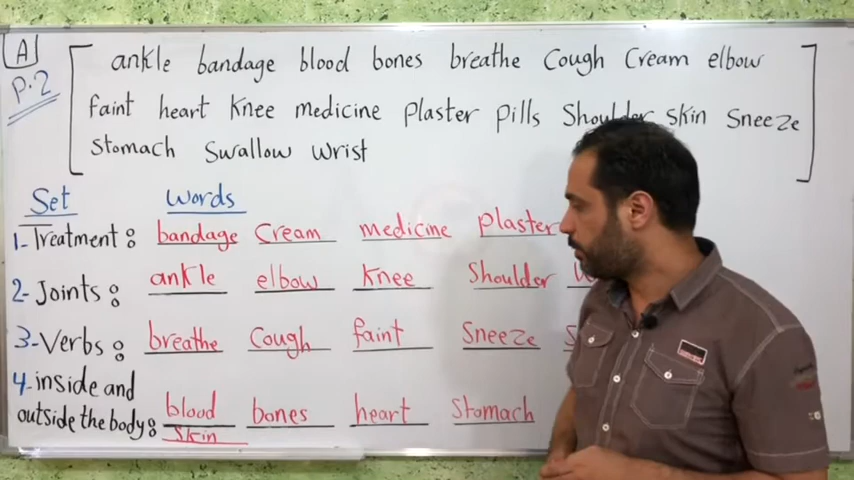 A
P.2
ankle bandage blood bones breathe Cough Cream elbow
faint heart Knee medicine Plaster pills Shoulder skin Sneeze
Stomach Swallow wrist
Set Words
1-Treatment: bandage Cream medicine plaster
2-Joints: ankle elbow Knee Shoulder
3-Verbs: breathe Cough faint Sneeze
4-inside and
outside the body: blood bones heart Stomach
Skin